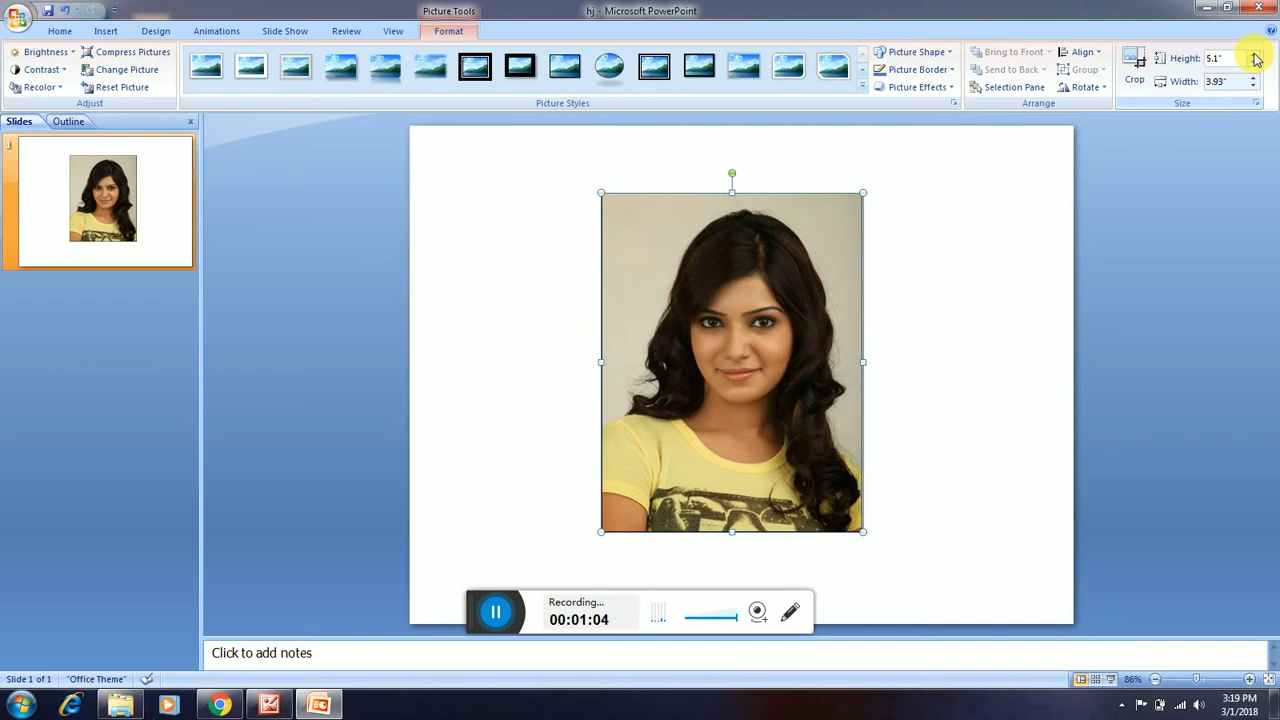 Picture Tools
hj - Microsoft PowerPoint
Home Insert Design Animations Slide Show Review View Format
Brightness Compress Pictures Picture Shape Bring to Front Align Height: 5.1"
Contrast Change Picture Picture Border Send to Back Group Width: 3.93"
Recolor Reset Picture Picture Effects Selection Pane Rotate Crop
Adjust Picture Styles Arrange Size
Slides Outline
1
Recording...
00:01:04
Click to add notes
Slide 1 of 1 "Office Theme" 86%
3:19 PM
3/1/2018